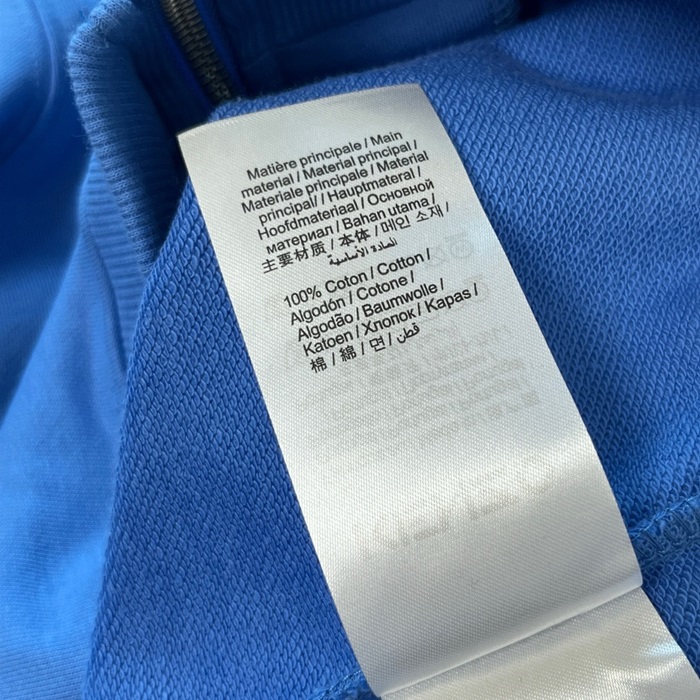 Matière principale / Main
material / Material principal /
Materiale principale / Material
principal/ / Hauptmateral /
Hoofdmateriaal / Основной
материал / Bahan utama /
主要材质 / 本体 / 메인 소재 /
المادة الأساسية
100% Coton / Cotton /
Algodón / Cotone /
Algodão / Baumwolle /
Katoen / Хлопок / Kapas /
棉 / 綿 / 면 / قطن